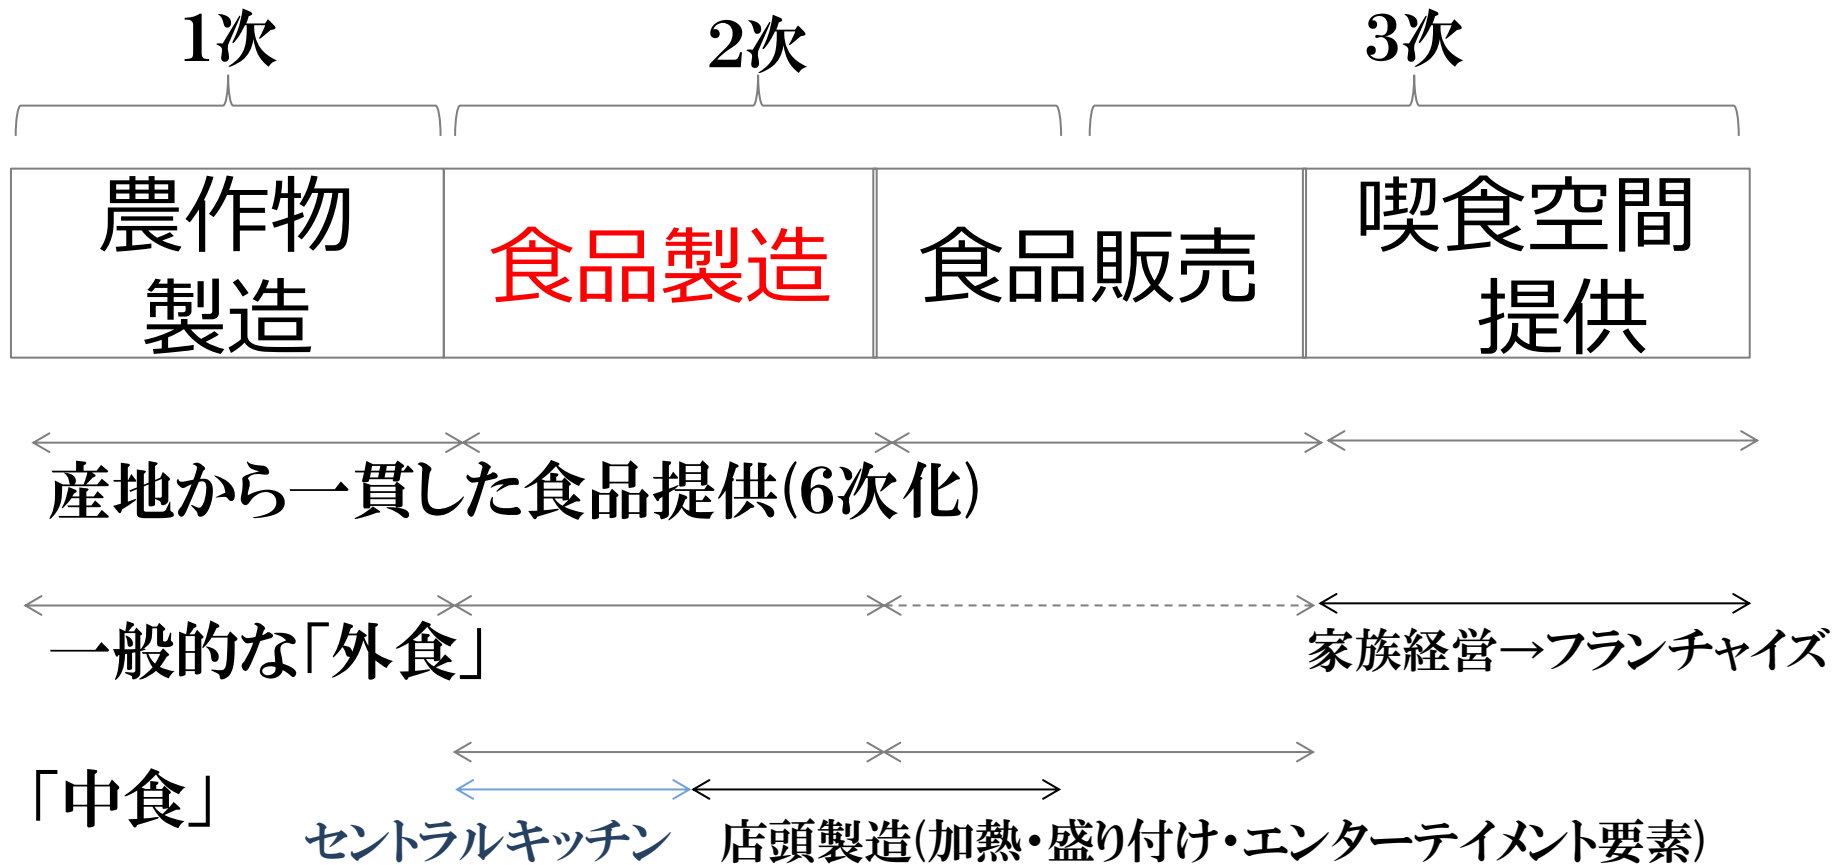 1次
2次
3次
農作物
製造
食品製造
食品販売
喫食空間
提供
産地から一貫した食品提供(6次化)
一般的な「外食」
家族経営→フランチャイズ
「中食」
セントラルキッチン
店頭製造(加熱・盛り付け・エンターテイメント要素)